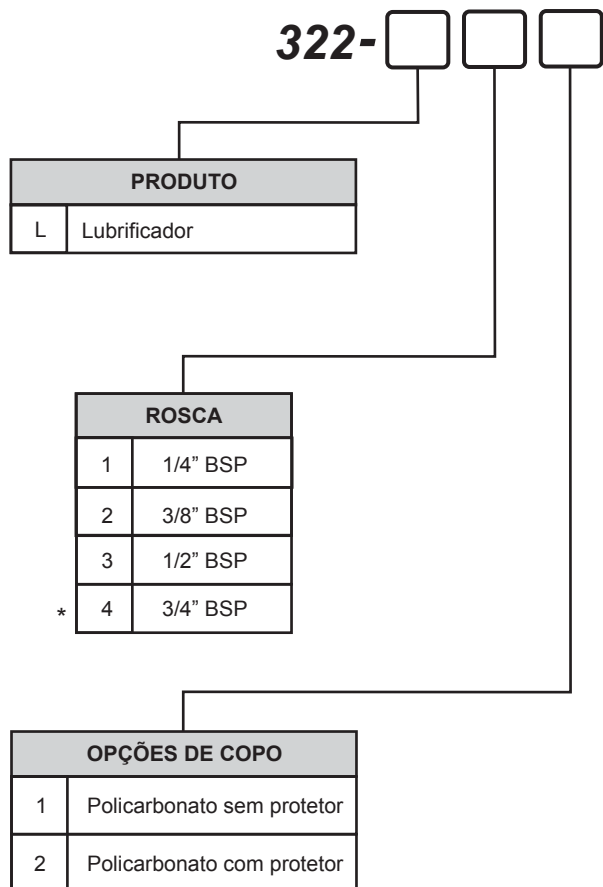 322-
PRODUTO
L Lubrificador
ROSCA
1 1/4” BSP
2 3/8” BSP
3 1/2” BSP
* 4 3/4” BSP
OPÇÕES DE COPO
1 Policarbonato sem protetor
2 Policarbonato com protetor